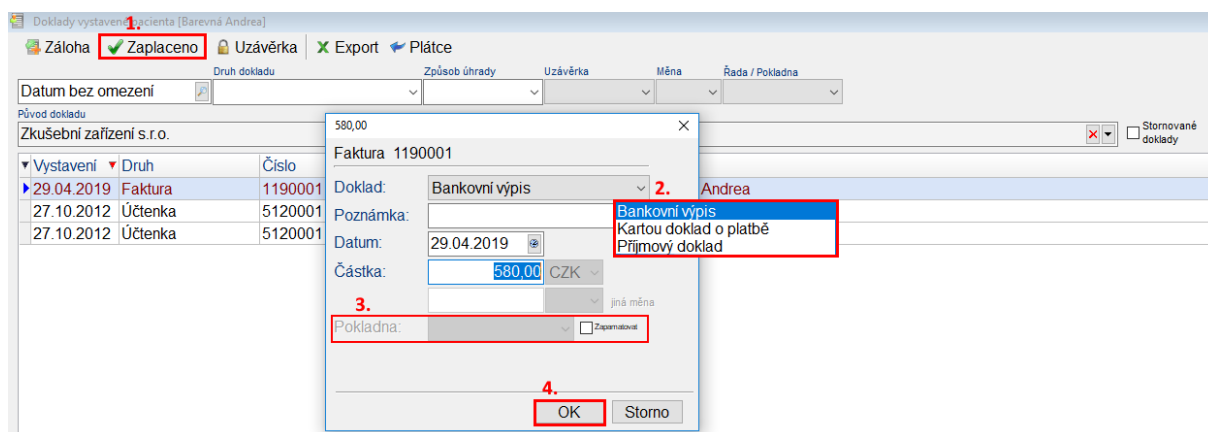 Doklady vystavené pacienta [Barevná Andrea]
1.
Záloha Zaplaceno Uzávěrka Export Plátce
Druh dokladu Způsob úhrady Uzávěrka Měna Řada / Pokladna
Datum bez omezení
Původ dokladu
Zkušební zařízení s.r.o.
Stornované
doklady
Vystavení Druh Číslo
29.04.2019 Faktura 1190001 Andrea
27.10.2012 Účtenka 5120001
27.10.2012 Účtenka 5120001
580,00
Faktura 1190001
Doklad: Bankovní výpis 2.
Poznámka:
Bankovní výpis
Kartou doklad o platbě
Příjmový doklad
Datum: 29.04.2019
Částka: 580,00 CZK
jiná měna
3.
Pokladna: Zapamatovat
4.
OK Storno